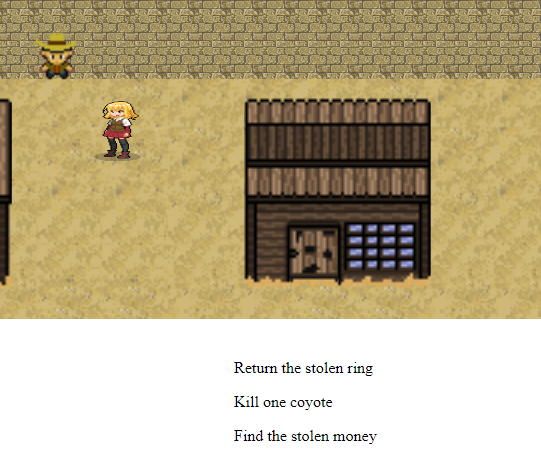 Return the stolen ring
Kill one coyote
Find the stolen money